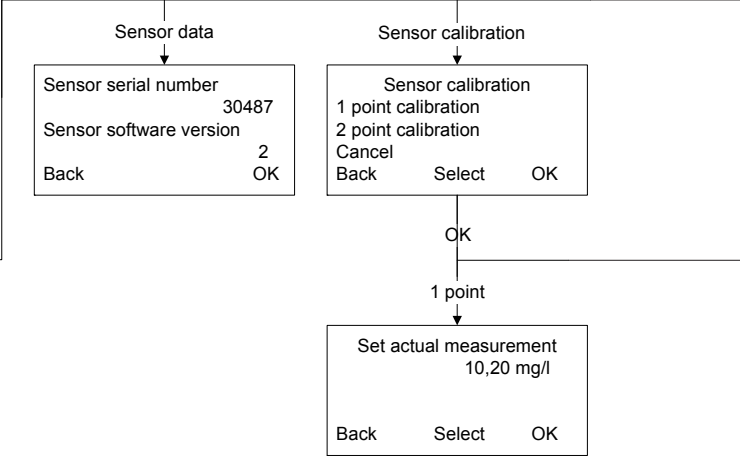 Sensor data
Sensor calibration
Sensor serial number
30487
Sensor software version
2
Back OK
Sensor calibration
1 point calibration
2 point calibration
Cancel
Back Select OK
OK
1 point
Set actual measurement
10,20 mg/l
Back Select OK